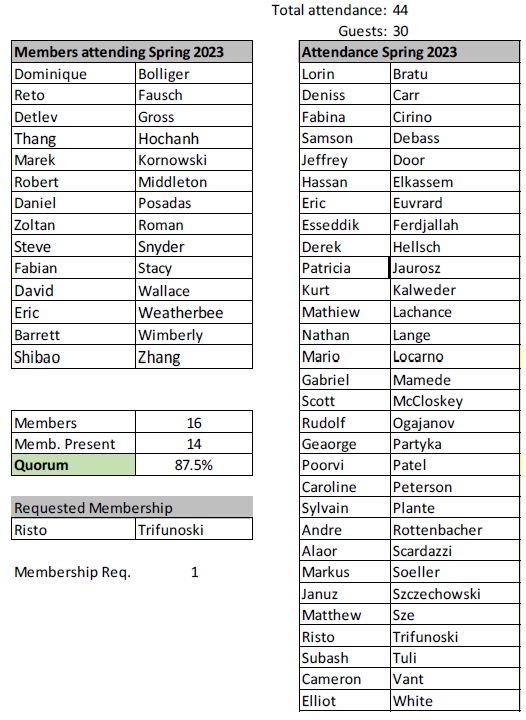 Total attendance: 44
Guests: 30
Members attending Spring 2023
Dominique Bolliger
Reto Fausch
Detlev Gross
Thang Hochanh
Marek Kornowski
Robert Middleton
Daniel Posadas
Zoltan Roman
Steve Snyder
Fabian Stacy
David Wallace
Eric Weatherbee
Barrett Wimberly
Shibao Zhang
Members 16
Memb. Present 14
Quorum 87.5%
Requested Membership
Risto Trifunoski
Membership Req. 1
Attendance Spring 2023
Lorin Bratu
Deniss Carr
Fabina Cirino
Samson Debass
Jeffrey Door
Hassan Elkassem
Eric Euvrard
Esseddik Ferdjallah
Derek Hellsch
Patricia Jaurosz
Kurt Kalweder
Mathiew Lachance
Nathan Lange
Mario Locarno
Gabriel Mamede
Scott McCloskey
Rudolf Ogajanov
Geaorge Partyka
Poorvi Patel
Caroline Peterson
Sylvain Plante
Andre Rottenbacher
Alaor Scardazzi
Markus Soeller
Januz Szczechowski
Matthew Sze
Risto Trifunoski
Subash Tuli
Cameron Vant
Elliot White